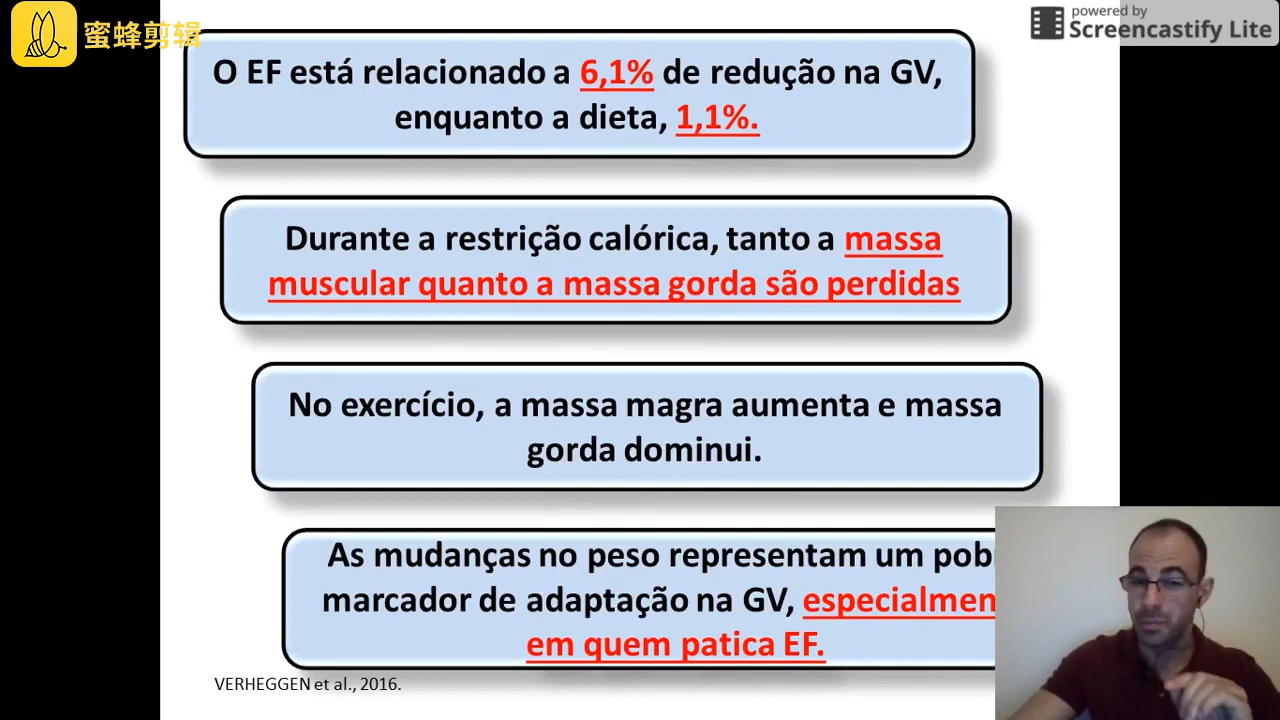 蜜蜂剪辑
powered by
Screencastify Lite
O EF está relacionado a 6,1% de redução na GV,
enquanto a dieta, 1,1%.
Durante a restrição calórica, tanto a massa
muscular quanto a massa gorda são perdidas
No exercício, a massa magra aumenta e massa
gorda dominui.
As mudanças no peso representam um pob
marcador de adaptação na GV, especialmen
em quem patica EF.
VERHEGGEN et al., 2016.